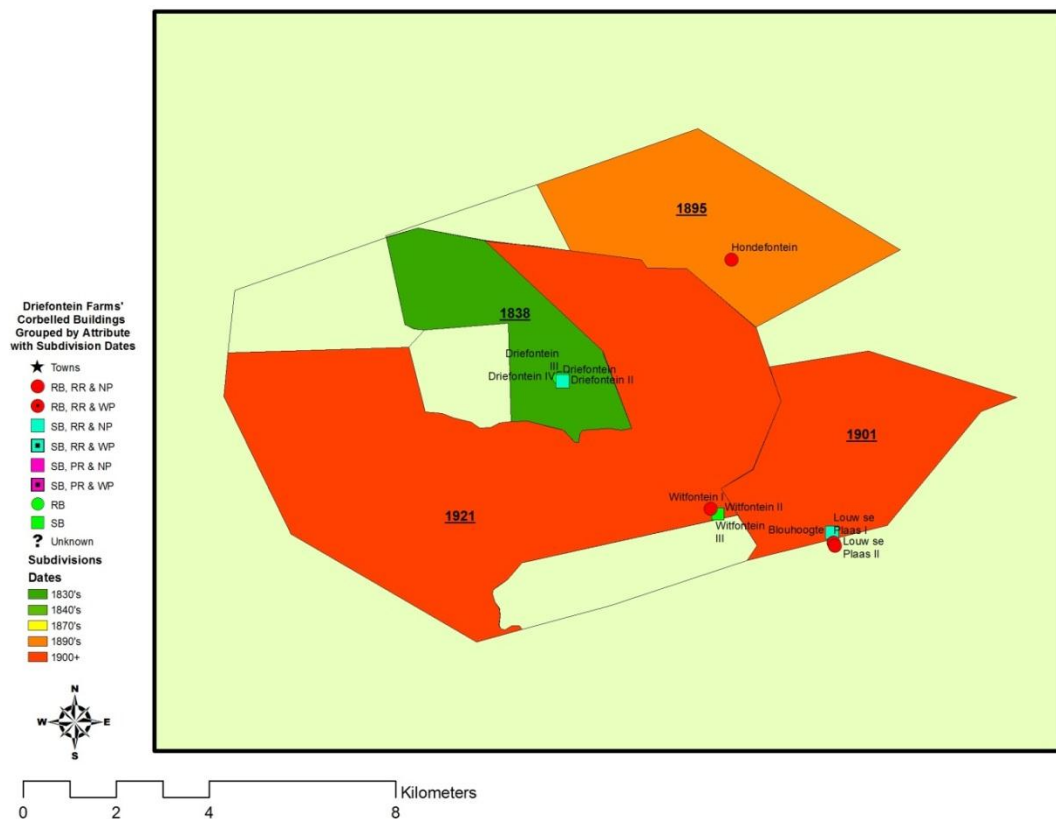 Driefontein Farms'
Corbelled Buildings
Grouped by Attribute
with Subdivision Dates
Towns
RB, RR & NP
RB, RR & WP
SB, RR & NP
SB, RR & WP
SB, PR & NP
SB, PR & WP
RB
SB
? Unknown
Subdivisions
Dates
1830's
1840's
1870's
1890's
1900+
N
W E
S
0 2 4 8
Kilometers
1895
Hondefontein
1838
Driefontein
III
Driefontein
Driefontein IV
Driefontein II
1901
1921
Witfontein I
Witfontein II
Witfontein
III
Blouhoogte
Louw se
Plaas I
Louw se
Plaas II